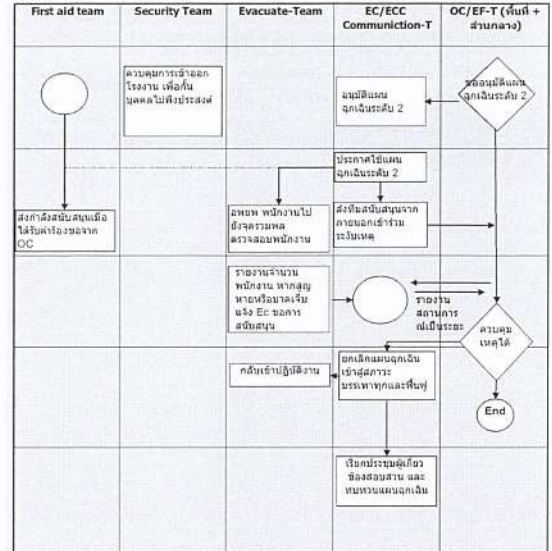 First aid team
Security Team
Evacuate-Team
EC/ECC
Communiction-T
OC/EF-T (พื้นที่ +
ส่วนกลาง)
ควบคุมการเข้าออก
โรงงาน เพื่อกั้น
บุคคลไม่พึงประสงค์
อนุมัติแผน
ฉุกเฉินระดับ 2
ขออนุมัติแผน
ฉุกเฉินระดับ 2
ประกาศใช้แผน
ฉุกเฉินระดับ 2
ส่งกำลังสนับสนุนเมื่อ
ได้รับคำร้องขอจาก
OC
อพยพ พนักงานไป
ยังจุดรวมพล
ตรวจสอบพนักงาน
ส่งทีมสนับสนุนจาก
ภายนอกเข้าร่วม
ระงับเหตุ
รายงานจำนวน
พนักงาน หากสูญ
หายหรือบาดเจ็บ
แจ้ง Ec ขอการ
สนับสนุน
รายงาน
สถานการ
ณ์เป็นระยะ
ควบคุม
เหตุได้
กลับเข้าปฏิบัติงาน
ยกเลิกแผนฉุกเฉิน
เข้าสู่สภาวะ
บรรเทาทุกและฟื้นฟู
End
เรียกประชุมผู้เกี่ยว
ข้องสอบสวน และ
ทบทวนแผนฉุกเฉิน